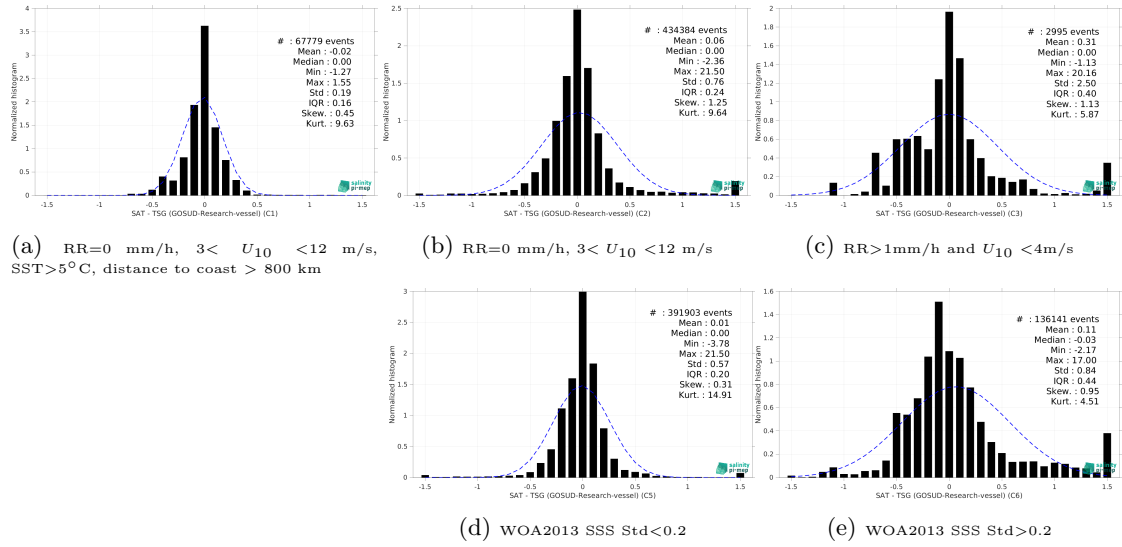 4
3.5
3
2.5
2
1.5
1
0.5
0
Normalized histogram
# : 67779 events
Mean : -0.02
Median : 0.00
Min : -1.27
Max : 1.55
Std : 0.19
IQR : 0.16
Skew. : 0.45
Kurt. : 9.63
salinity
pi-mep
-1.5 -1 -0.5 0 0.5 1 1.5
SAT - TSG (GOSUD-Research-vessel) (C1)
(a) RR=0 mm/h, 3< U10 <12 m/s,
SST>5°C, distance to coast > 800 km
2.5
2
1.5
1
0.5
0
Normalized histogram
# : 434384 events
Mean : 0.06
Median : 0.00
Min : -2.36
Max : 21.50
Std : 0.76
IQR : 0.24
Skew. : 1.25
Kurt. : 9.64
salinity
pi-mep
-1.5 -1 -0.5 0 0.5 1 1.5
SAT - TSG (GOSUD-Research-vessel) (C2)
(b) RR=0 mm/h, 3< U10 <12 m/s
2
1.8
1.6
1.4
1.2
1
0.8
0.6
0.4
0.2
0
Normalized histogram
# : 2995 events
Mean : 0.31
Median : 0.00
Min : -1.13
Max : 20.16
Std : 2.50
IQR : 0.40
Skew. : 1.13
Kurt. : 5.87
salinity
pi-mep
-1.5 -1 -0.5 0 0.5 1 1.5
SAT - TSG (GOSUD-Research-vessel) (C3)
(c) RR>1mm/h and U10 <4m/s
3
2.5
2
1.5
1
0.5
0
Normalized histogram
# : 391903 events
Mean : 0.01
Median : 0.00
Min : -3.78
Max : 21.50
Std : 0.57
IQR : 0.20
Skew. : 0.31
Kurt. : 14.91
salinity
pi-mep
-1.5 -1 -0.5 0 0.5 1 1.5
SAT - TSG (GOSUD-Research-vessel) (C5)
(d) WOA2013 SSS Std<0.2
1.6
1.4
1.2
1
0.8
0.6
0.4
0.2
0
Normalized histogram
# : 136141 events
Mean : 0.11
Median : -0.03
Min : -2.17
Max : 17.00
Std : 0.84
IQR : 0.44
Skew. : 0.95
Kurt. : 4.51
salinity
pi-mep
-1.5 -1 -0.5 0 0.5 1 1.5
SAT - TSG (GOSUD-Research-vessel) (C6)
(e) WOA2013 SSS Std>0.2